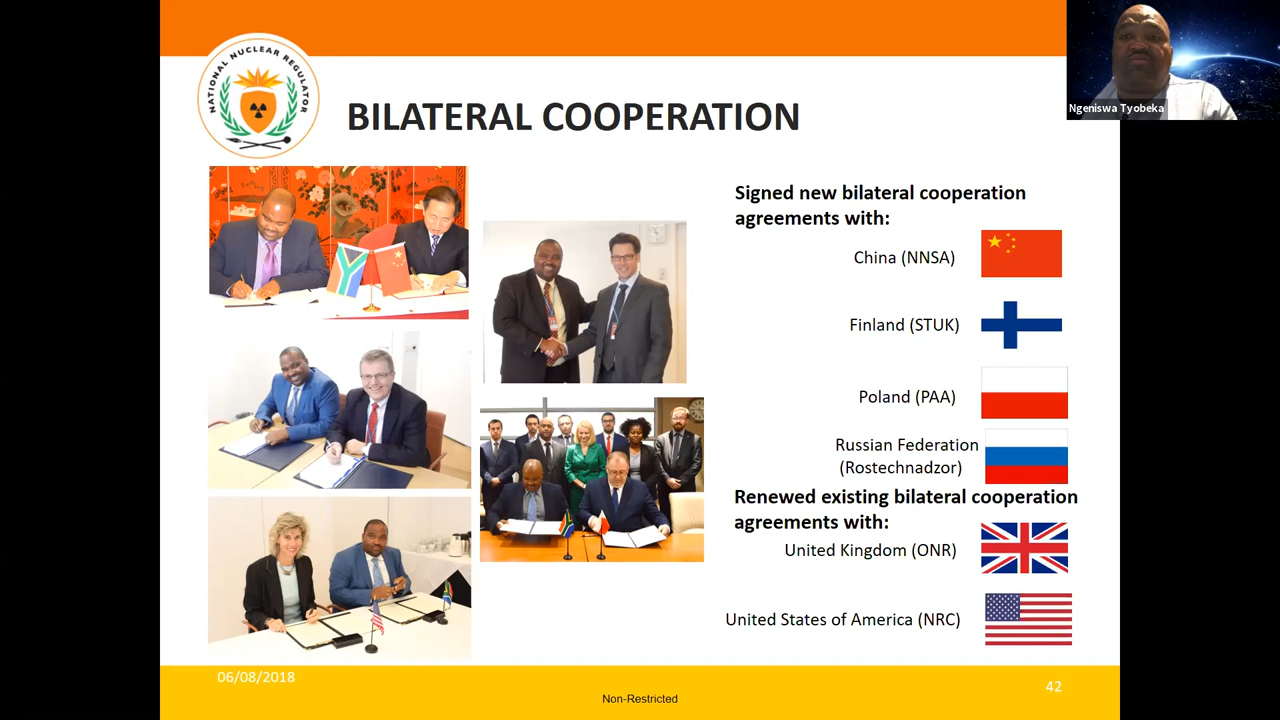 NATIONAL NUCLEAR REGULATOR
Ngeniswa Tyobeka
BILATERAL COOPERATION
Signed new bilateral cooperation
agreements with:
China (NNSA)
Finland (STUK)
Poland (PAA)
Russian Federation
(Rostechnadzor)
Renewed existing bilateral cooperation
agreements with:
United Kingdom (ONR)
United States of America (NRC)
06/08/2018
42
Non-Restricted